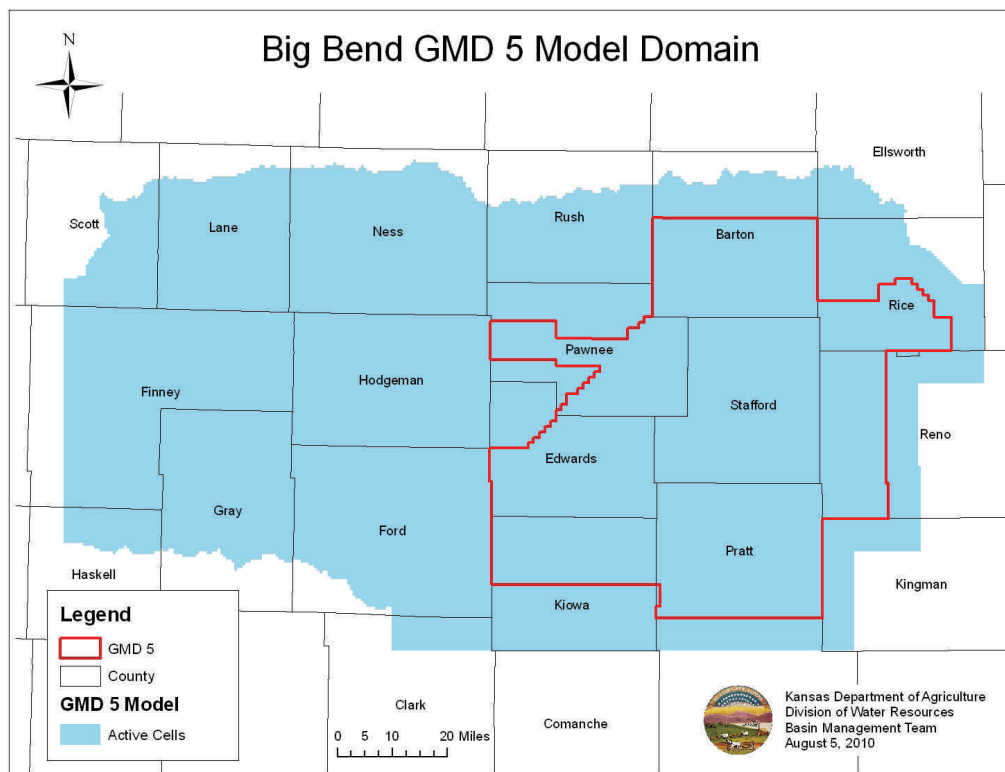 Big Bend GMD 5 Model Domain
N
Ellsworth
Scott
Lane
Ness
Rush
Barton
Rice
Pawnee
Finney
Hodgeman
Stafford
Reno
Edwards
Gray
Ford
Pratt
Haskell
Kingman
Kiowa
Legend
GMD 5
County
GMD 5 Model
Active Cells
Clark
Comanche
0 5 10 20 Miles
Kansas Department of Agriculture
Division of Water Resources
Basin Management Team
August 5, 2010